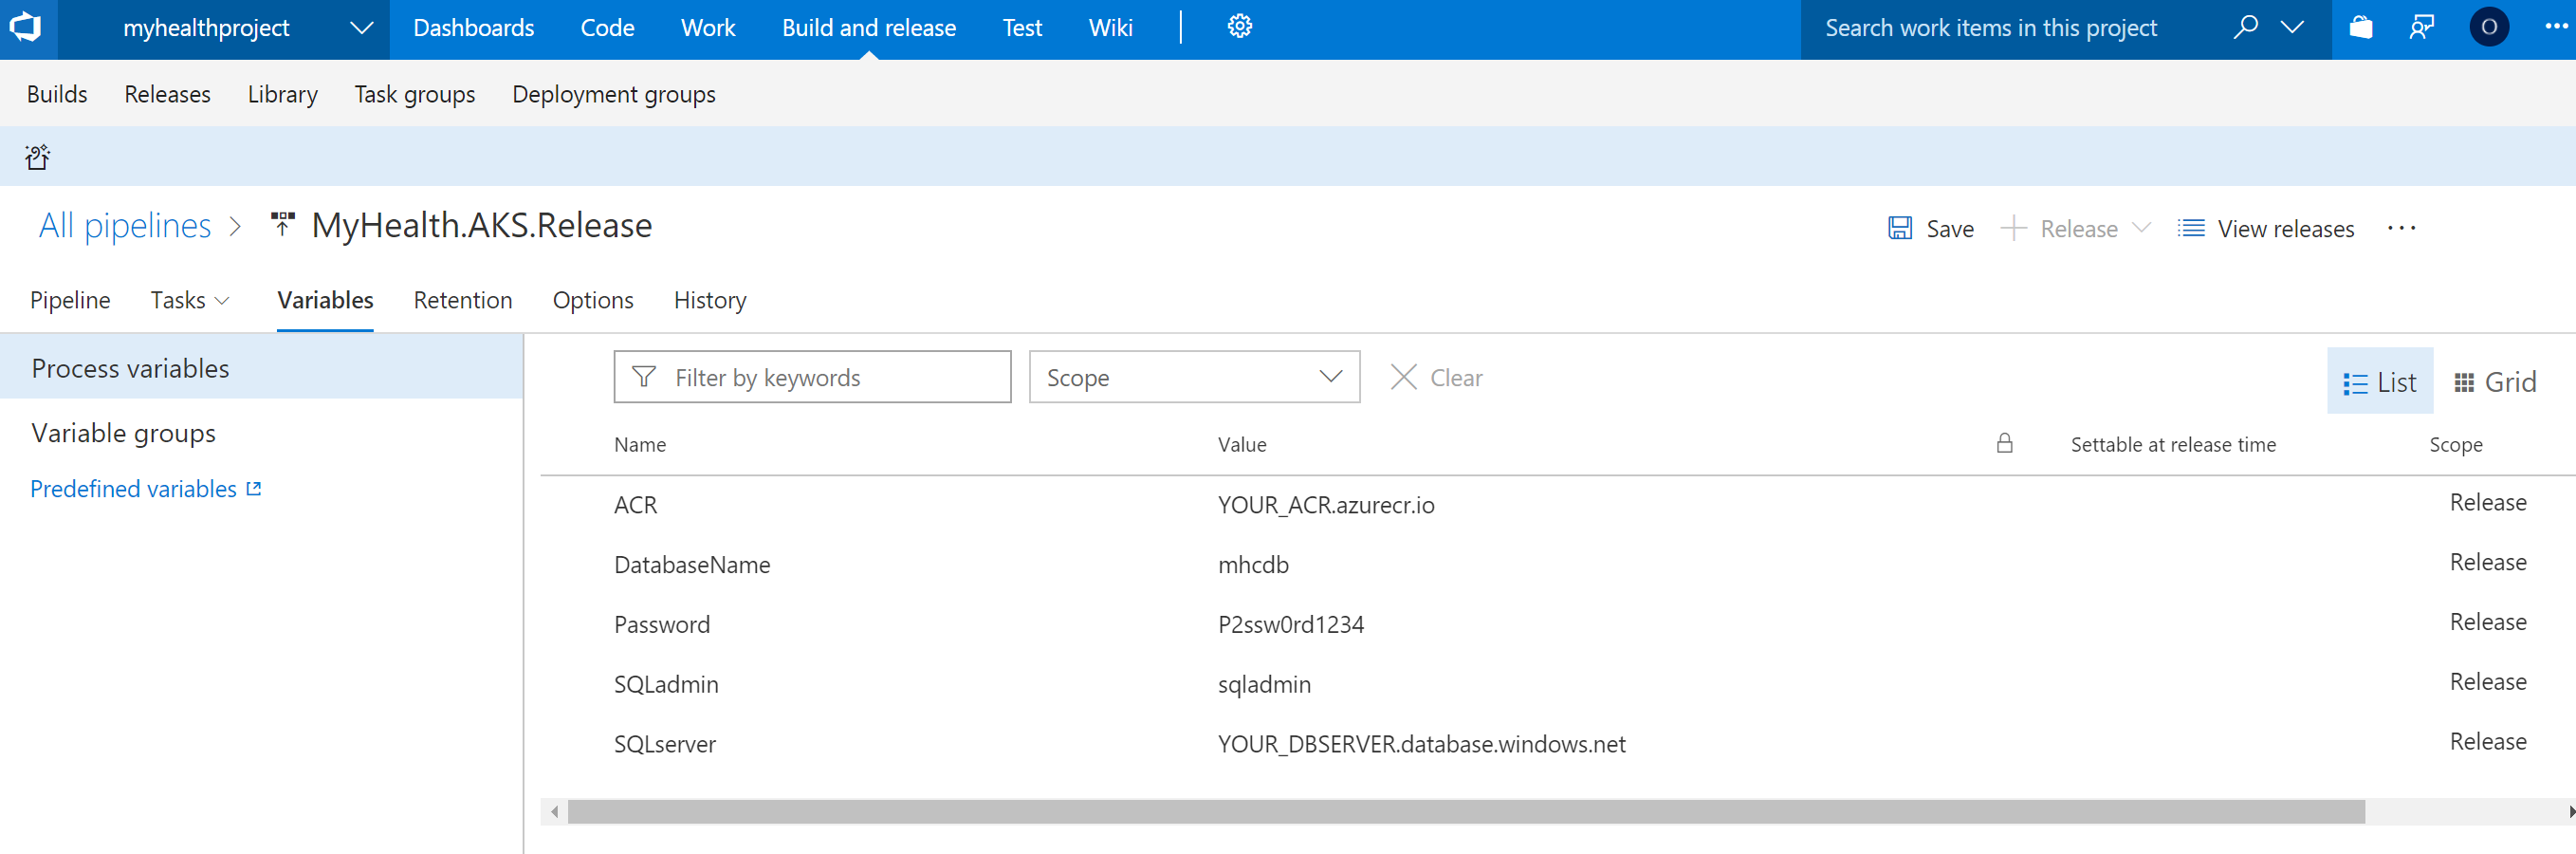 myhealthproject Dashboards Code Work Build and release Test Wiki Search work items in this project O
Builds Releases Library Task groups Deployment groups
All pipelines > MyHealth.AKS.Release Save + Release View releases ...
Pipeline Tasks Variables Retention Options History
Process variables
Variable groups
Predefined variables
Filter by keywords Scope Clear List Grid
Name Value Settable at release time Scope
ACR YOUR_ACR.azurecr.io Release
DatabaseName mhcdb Release
Password P2ssw0rd1234 Release
SQLadmin sqladmin Release
SQLserver YOUR_DBSERVER.database.windows.net Release